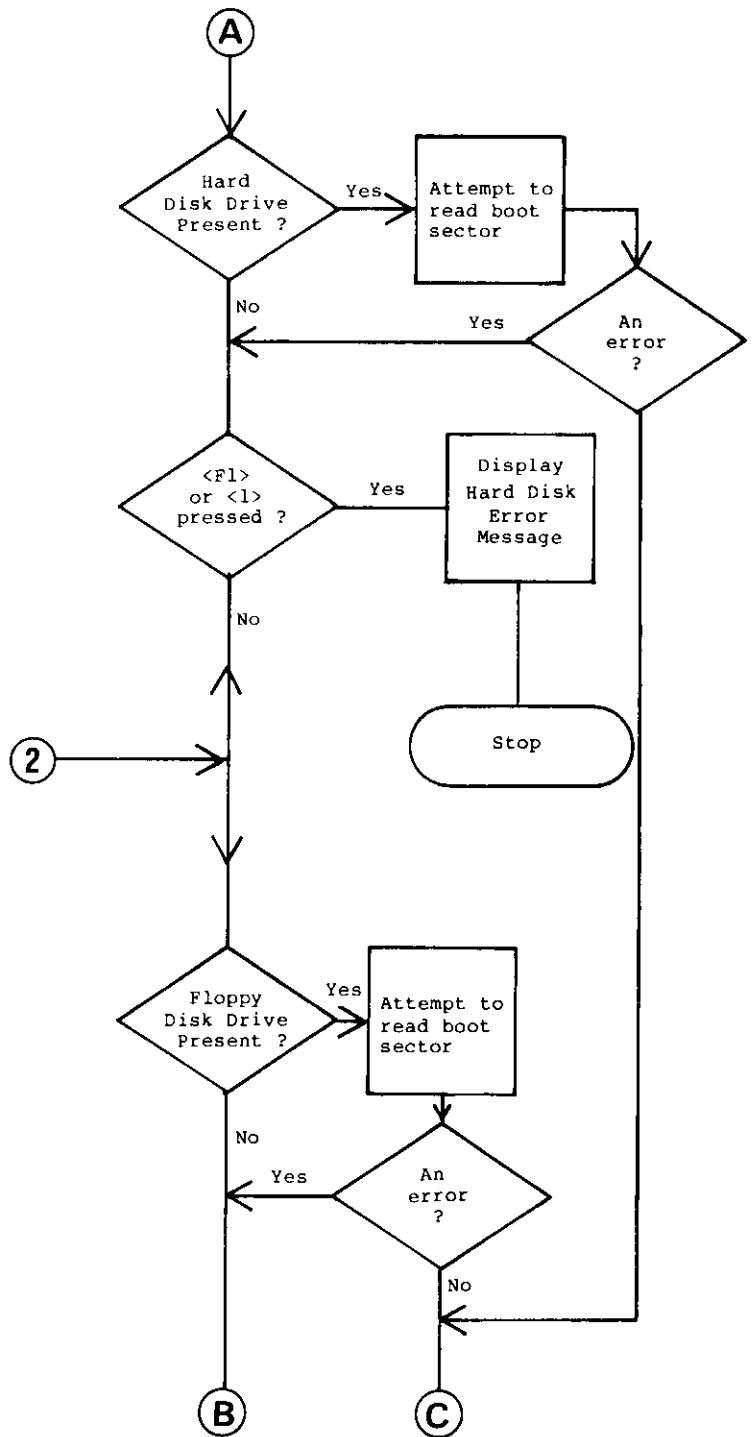 A
Hard
Disk Drive
Present ?
Yes
Attempt to
read boot
sector
No
Yes
An
error
?
<F1>
or <1>
pressed ?
Yes
Display
Hard Disk
Error
Message
No
Stop
2
Floppy
Disk Drive
Present ?
Yes
Attempt to
read boot
sector
No
Yes
An
error
?
No
B
C